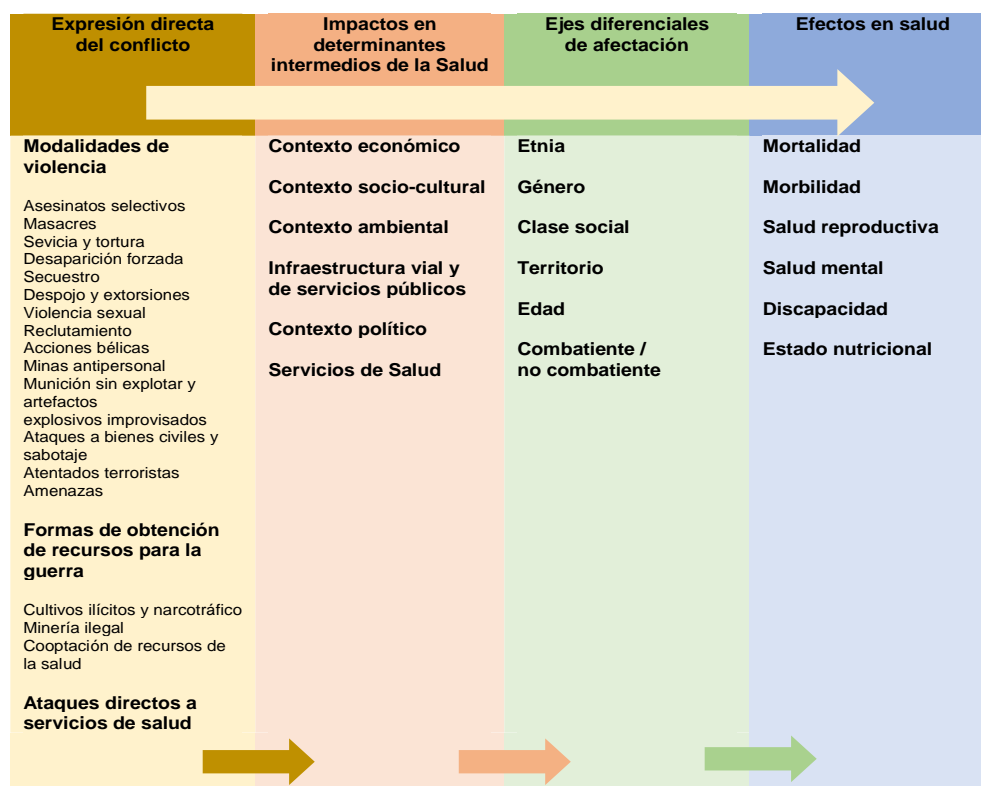 Expresión directa
del conflicto
Impactos en
determinantes
intermedios de la Salud
Ejes diferenciales
de afectación
Efectos en salud
Modalidades de
violencia
Asesinatos selectivos
Masacres
Sevicia y tortura
Desaparición forzada
Secuestro
Despojo y extorsiones
Violencia sexual
Reclutamiento
Acciones bélicas
Minas antipersonal
Munición sin explotar y
artefactos
explosivos improvisados
Ataques a bienes civiles y
sabotaje
Atentados terroristas
Amenazas
Formas de obtención
de recursos para la
guerra
Cultivos ilícitos y narcotráfico
Minería ilegal
Cooptación de recursos de
la salud
Ataques directos a
servicios de salud
Contexto económico
Contexto socio-cultural
Contexto ambiental
Infraestructura vial y
de servicios públicos
Contexto político
Servicios de Salud
Etnia
Género
Clase social
Territorio
Edad
Combatiente /
no combatiente
Mortalidad
Morbilidad
Salud reproductiva
Salud mental
Discapacidad
Estado nutricional